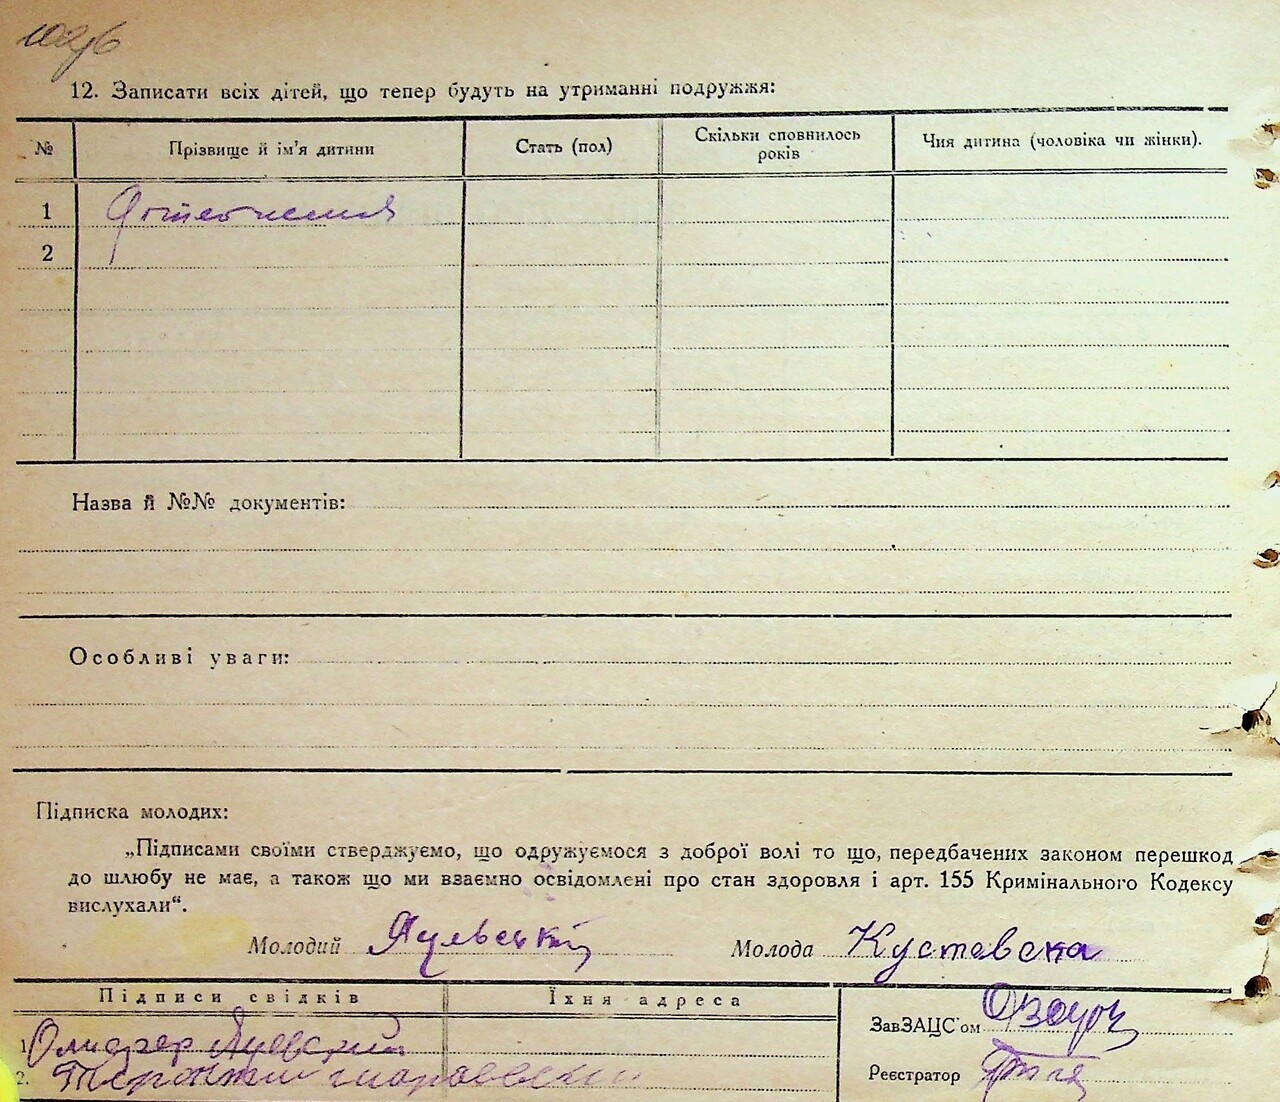 12. Записати всіх дітей, що тепер будуть на утриманні подружжя:
№ Прізвище й ім'я дитини Стать (пол) Скільки сповнилось років Чия дитина (чоловіка чи жінки).
1
2
Назва й №№ документів:
Особливі уваги:
Підписка молодих:
„Підписами своїми стверджуємо, що одружуємося з доброї волі то що, передбачених законом перешкод
до шлюбу не має, а також що ми взаємно освідомлені про стан здоровля і арт. 155 Кримінального Кодексу
вислухали“.
Молодий Молода Кустовська
Підписи свідків Їхня адреса
ЗавЗАЦС'ом
1
2.
Реєстратор